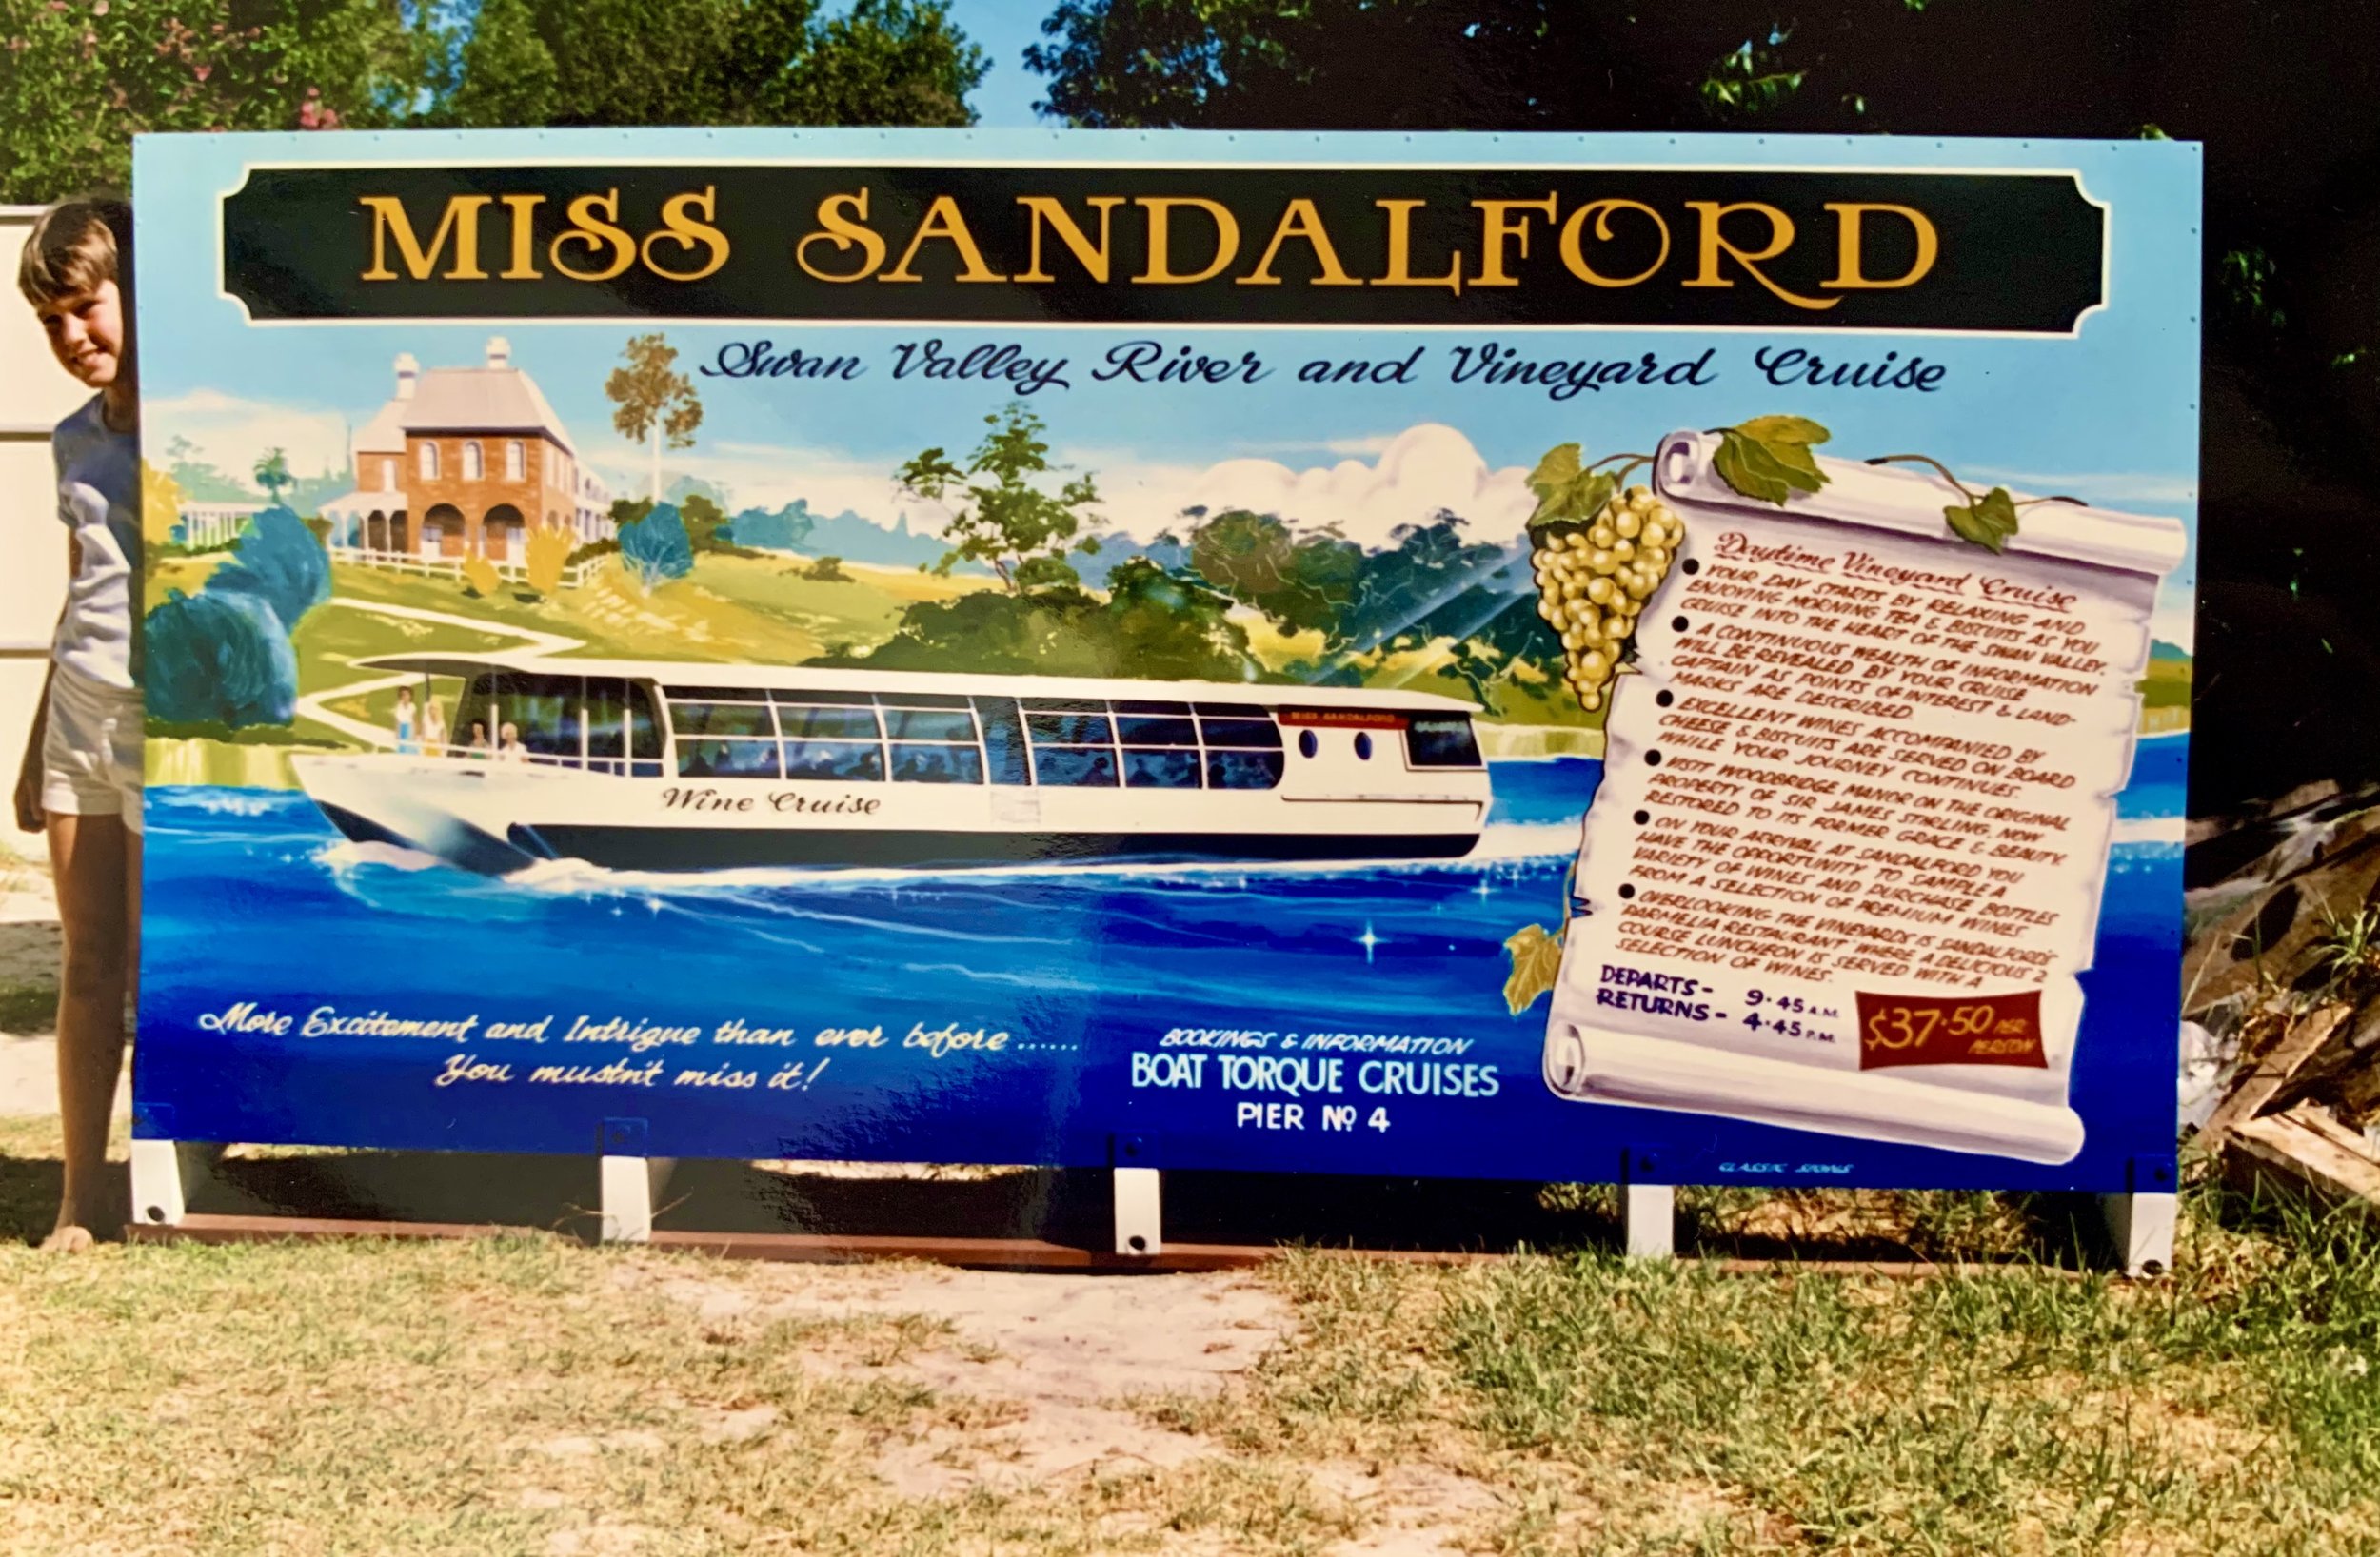 MISS SANDALFORD
Swan Valley River and Vineyard Cruise
MISS SANDALFORD
Wine Cruise
Daytime Vineyard Cruise
● YOUR DAY STARTS BY RELAXING AND
ENJOYING MORNING TEA & BISCUITS AS YOU
CRUISE INTO THE HEART OF THE SWAN VALLEY.
● A CONTINUOUS WEALTH OF INFORMATION
WILL BE REVEALED BY YOUR CRUISE
CAPTAIN AS POINTS OF INTEREST & LAND-
MARKS ARE DESCRIBED.
● EXCELLENT WINES ACCOMPANIED BY
CHEESE & BISCUITS ARE SERVED ON BOARD
WHILE YOUR JOURNEY CONTINUES.
● VISIT WOODBRIDGE MANOR ON THE ORIGINAL
PROPERTY OF SIR JAMES STIRLING. NOW
RESTORED TO ITS FORMER GRACE & BEAUTY.
● ON YOUR ARRIVAL AT SANDALFORD YOU
HAVE THE OPPORTUNITY TO SAMPLE A
VARIETY OF WINES AND PURCHASE BOTTLES
FROM A SELECTION OF PREMIUM WINES.
● OVERLOOKING THE VINEYARDS IS SANDALFORD'S
PARMELIA RESTAURANT WHERE A DELICIOUS 2
COURSE LUNCHEON IS SERVED WITH A
SELECTION OF WINES.
DEPARTS - 9·45 A.M.
RETURNS - 4·45 P.M.
$37·50 PER
PERSON
More Excitement and Intrigue than ever before ......
You mustn't miss it!
BOOKINGS & INFORMATION
BOAT TORQUE CRUISES
PIER No 4
CLASSIC SIGNS